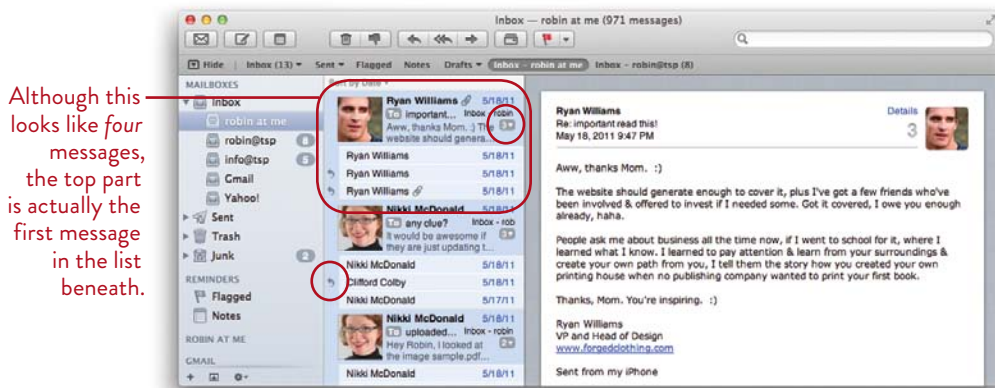 Although this
looks like four
messages,
the top part
is actually the
first message
in the list
beneath.
Inbox — robin at me (971 messages)
Hide Inbox (13) Sent Flagged Notes Drafts Inbox - robin at me Inbox - robin@tsp (8)
MAILBOXES
Inbox
robin at me
robin@tsp 8
info@tsp 5
Gmail
Yahoo!
Sent
Trash
Junk 2
REMINDERS
Flagged
Notes
ROBIN AT ME
GMAIL
Sort by Date
Ryan Williams 5/18/11
To important... Inbox - robin
Aww, thanks Mom. :) The 3
website should genera...
Ryan Williams 5/18/11
Ryan Williams 5/18/11
Ryan Williams 5/18/11
Nikki McDonald 5/18/11
To any clue? Inbox - rob
It would be awesome if 3
they are just updating t...
Nikki McDonald 5/18/11
Clifford Colby 5/18/11
Nikki McDonald 5/17/11
Nikki McDonald 5/18/11
To uploaded... Inbox - robin
Hey Robin, I looked at 2
the image sample.pdf...
Nikki McDonald 5/18/11
Ryan Williams Details
Re: important read this! 3
May 18, 2011 9:47 PM
Aww, thanks Mom. :)
The website should generate enough to cover it, plus I've got a few friends who've
been involved & offered to invest if I needed some. Got it covered, I owe you enough
already, haha.
People ask me about business all the time now, if I went to school for it, where I
learned what I know. I learned to pay attention & learn from your surroundings &
create your own path from you, I tell them the story how you created your own
printing house when no publishing company wanted to print your first book.
Thanks, Mom. You're inspiring. :)
Ryan Williams
VP and Head of Design
www.forgedclothing.com
Sent from my iPhone